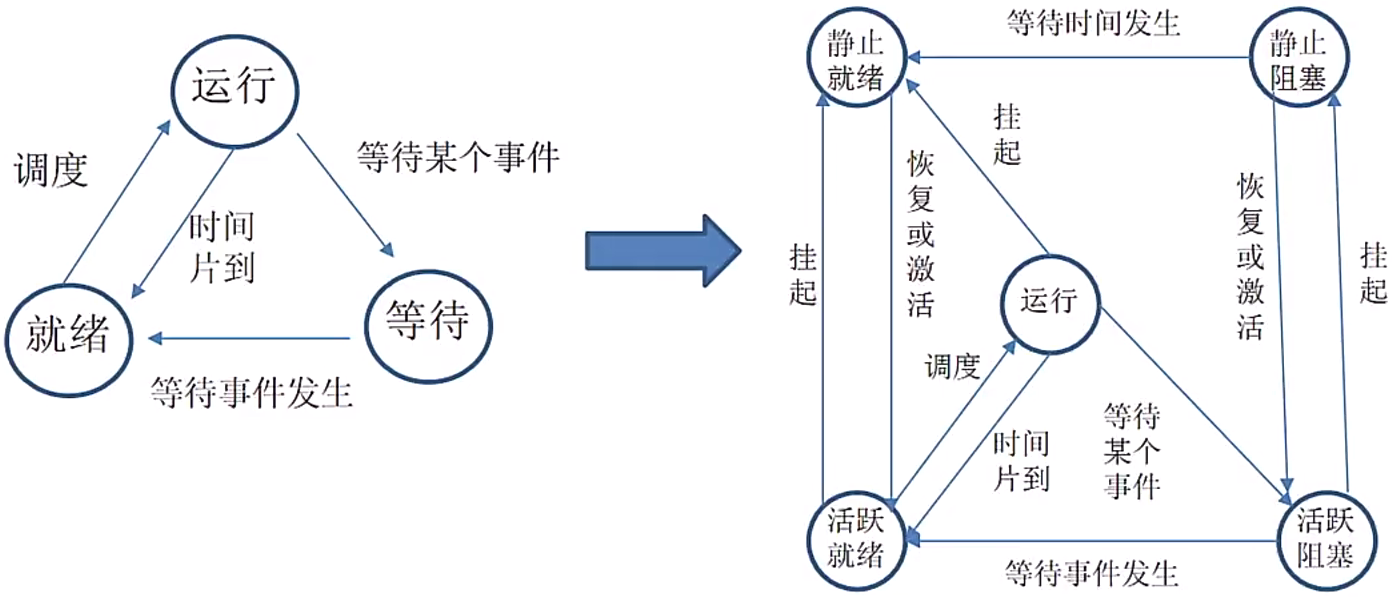 运行
调度
等待某个事件
时间
片到
就绪
等待
等待事件发生
静止
就绪
等待时间发生
静止
阻塞
挂
起
恢
复
或
激
活
恢
复
或
激
活
挂
起
挂
起
运行
调度
时间
片到
等待
某个
事件
活跃
就绪
活跃
阻塞
等待事件发生